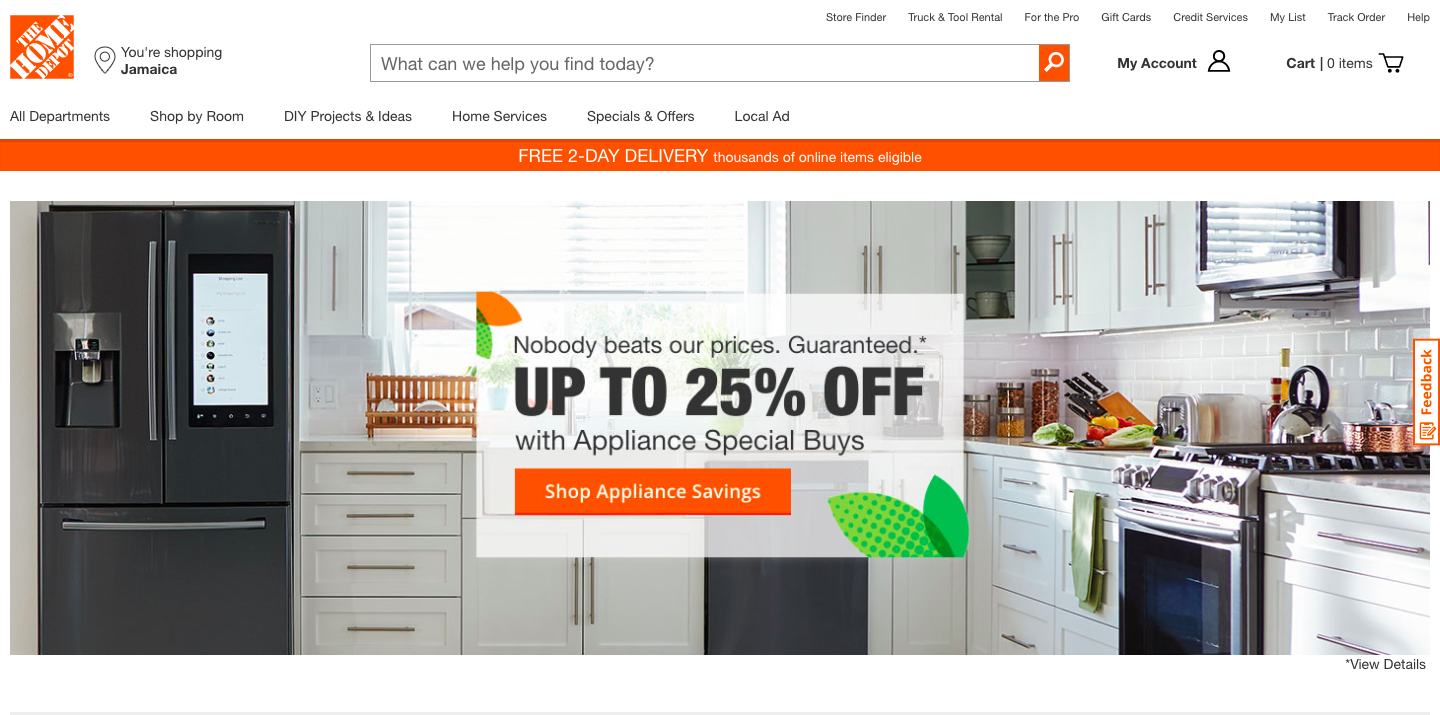 Store Finder Truck & Tool Rental For the Pro Gift Cards Credit Services My List Track Order Help
THE
HOME
DEPOT
You're shopping
Jamaica
What can we help you find today?
My Account
Cart | 0 items
All Departments Shop by Room DIY Projects & Ideas Home Services Specials & Offers Local Ad
FREE 2-DAY DELIVERY thousands of online items eligible
Nobody beats our prices. Guaranteed.*
UP TO 25% OFF
with Appliance Special Buys
Shop Appliance Savings
Feedback
*View Details